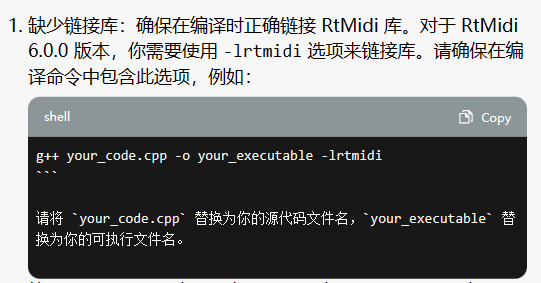 1. 缺少链接库：确保在编译时正确链接 RtMidi 库。对于 RtMidi
6.0.0 版本，你需要使用 -lrtmidi 选项来链接库。请确保在编
译命令中包含此选项，例如：
shell Copy
g++ your_code.cpp -o your_executable -lrtmidi
```
请将 `your_code.cpp` 替换为你的源代码文件名，`your_executable` 替
换为你的可执行文件名。